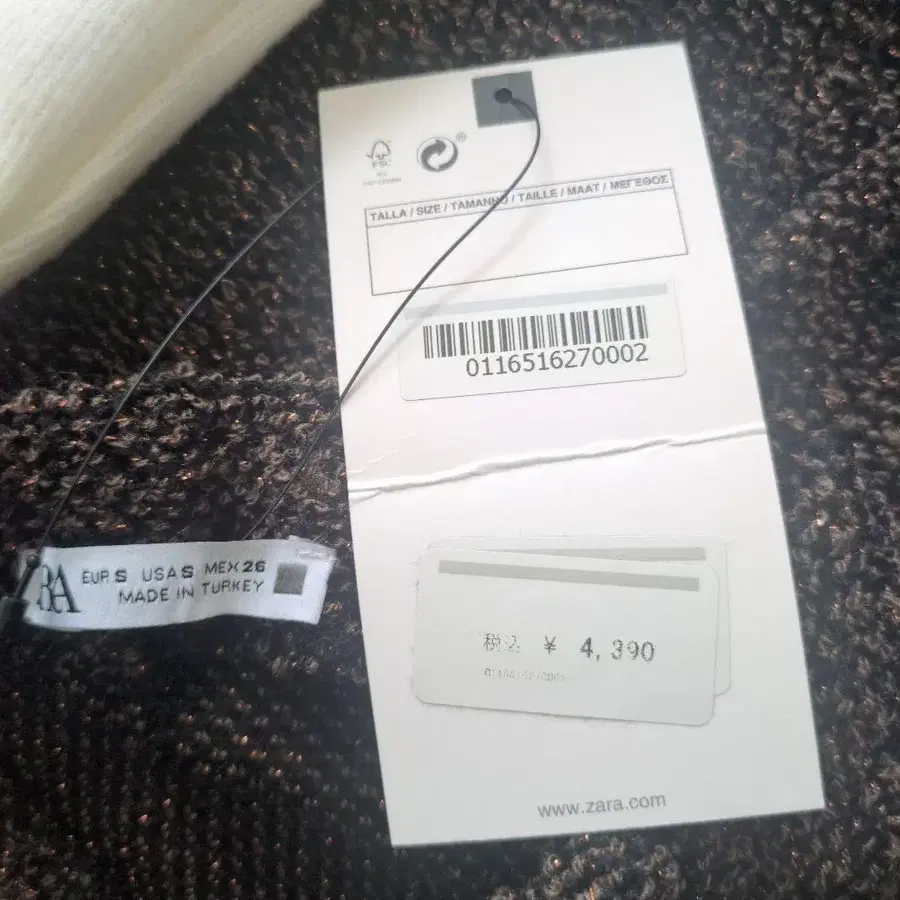 FSC
TALLA / SIZE / TAMANHO / TAILLE / MAAT / ΜΕΓΕΘΟΣ
0116516270002
EUR S USA S MEX 26
MADE IN TURKEY
税込 ¥ 4,390
www.zara.com